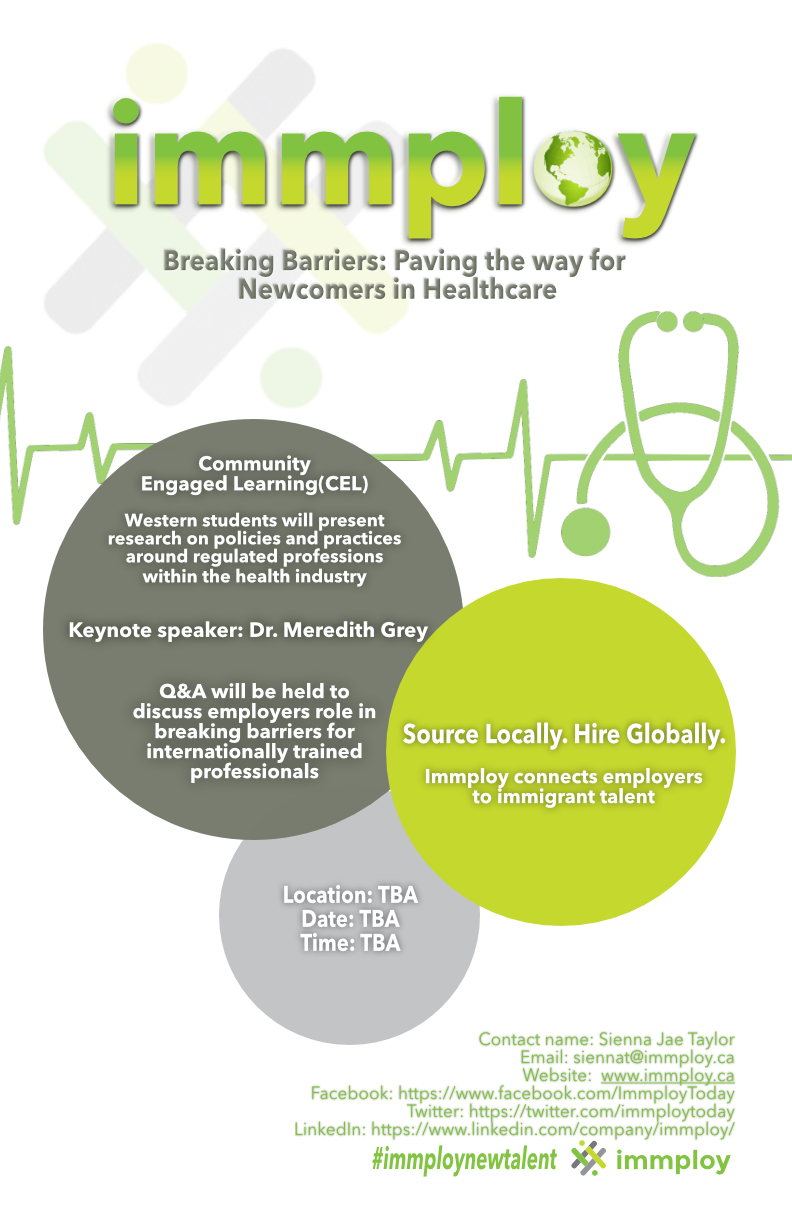 immploy
Breaking Barriers: Paving the way for
Newcomers in Healthcare
Community
Engaged Learning(CEL)
Western students will present
research on policies and practices
around regulated professions
within the health industry
Keynote speaker: Dr. Meredith Grey
Q&A will be held to
discuss employers role in
breaking barriers for
internationally trained
professionals
Source Locally. Hire Globally.
Immploy connects employers
to immigrant talent
Location: TBA
Date: TBA
Time: TBA
Contact name: Sienna Jae Taylor
Email: siennat@immploy.ca
Website: www.immploy.ca
Facebook: https://www.facebook.com/ImmployToday
Twitter: https://twitter.com/immploytoday
LinkedIn: https://www.linkedin.com/company/immploy/
#immploynewtalent immploy